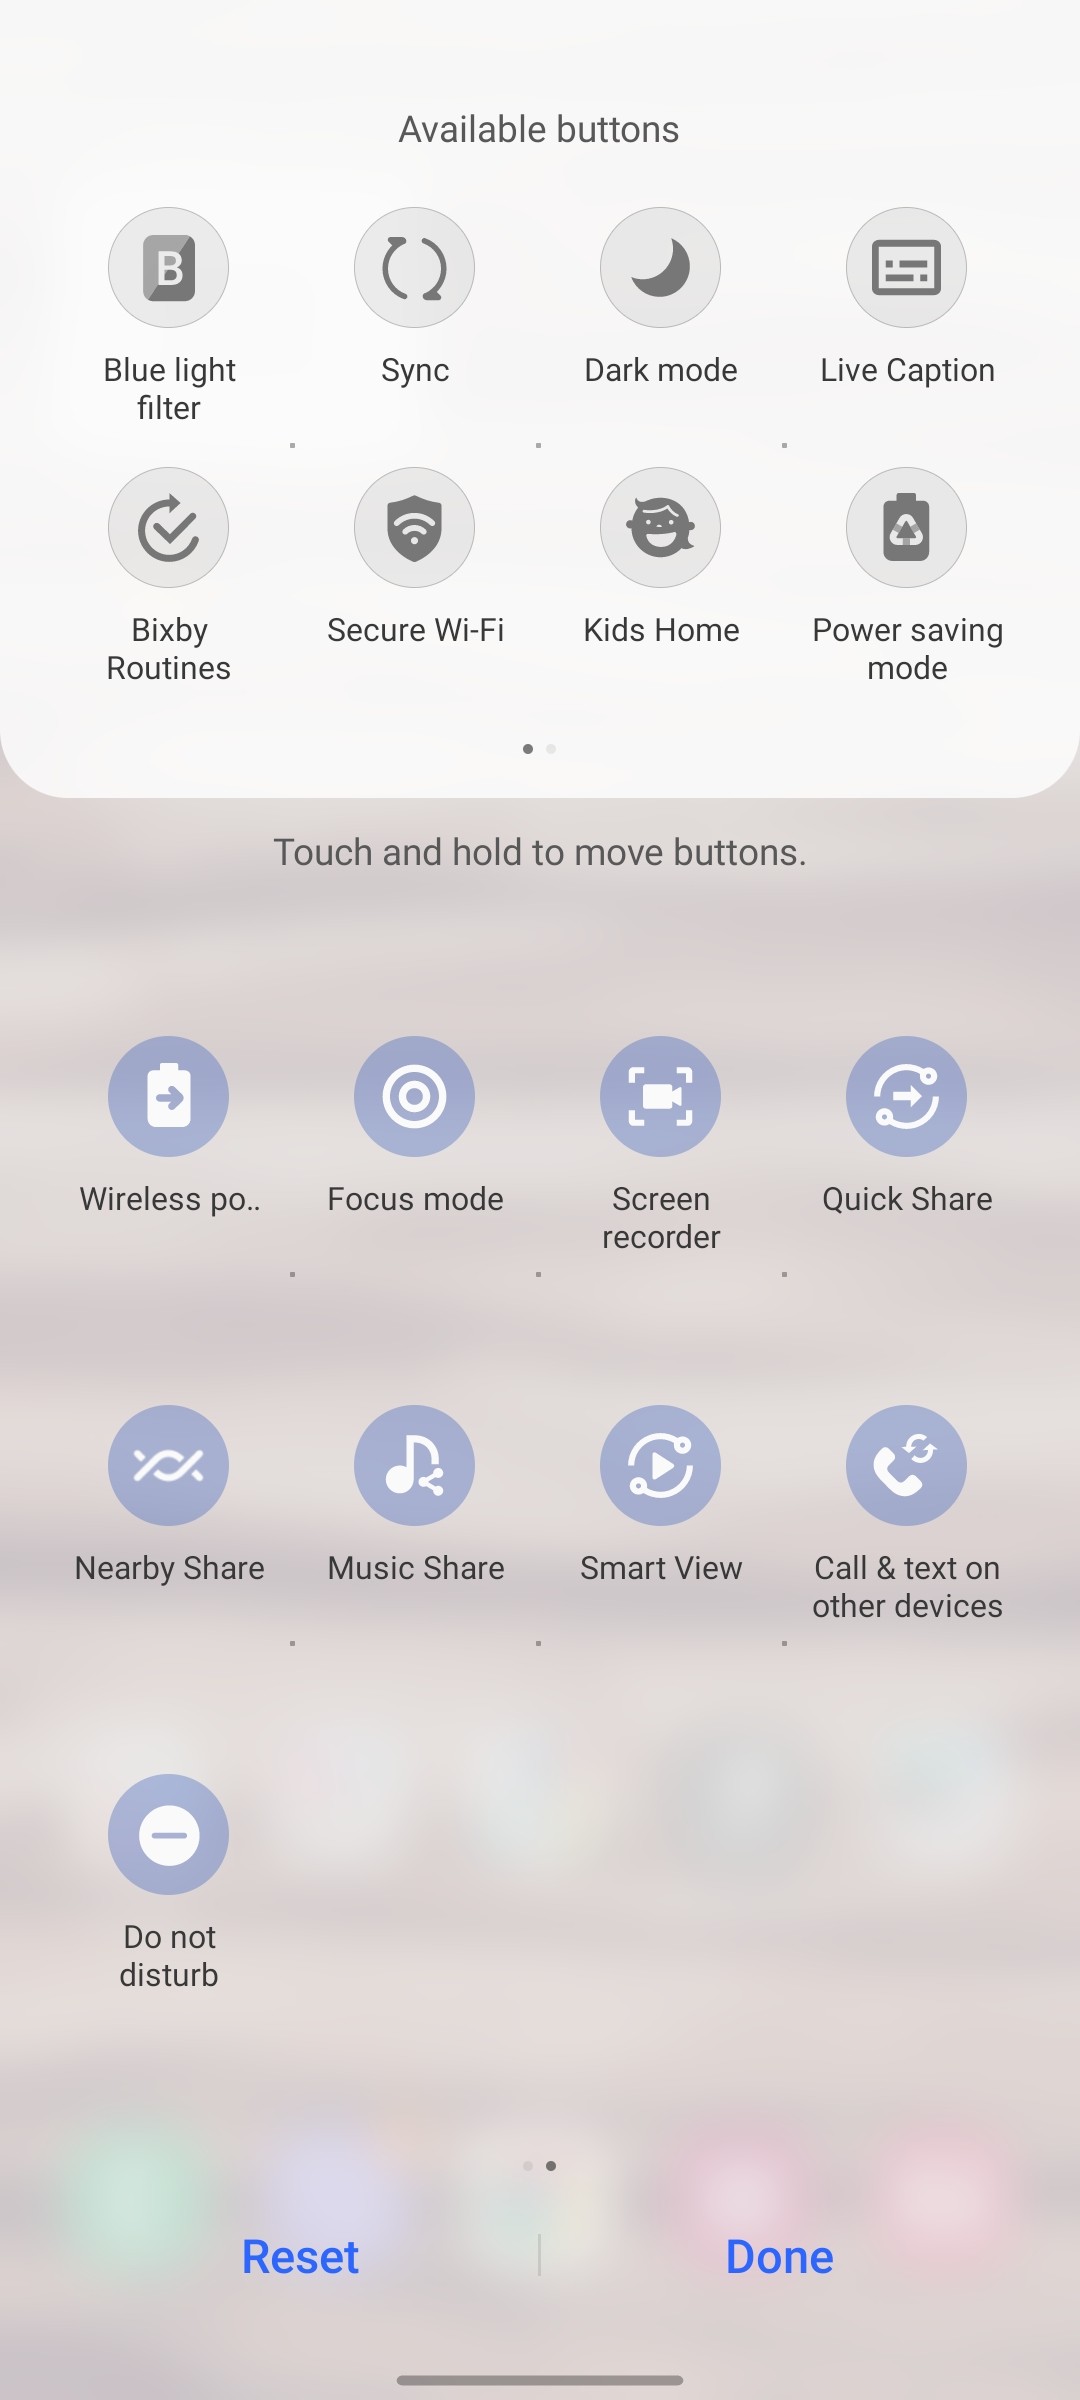 Available buttons
Blue light
filter
Sync
Dark mode
Live Caption
Bixby
Routines
Secure Wi-Fi
Kids Home
Power saving
mode
Touch and hold to move buttons.
Wireless po..
Focus mode
Screen
recorder
Quick Share
Nearby Share
Music Share
Smart View
Call & text on
other devices
Do not
disturb
Reset
Done